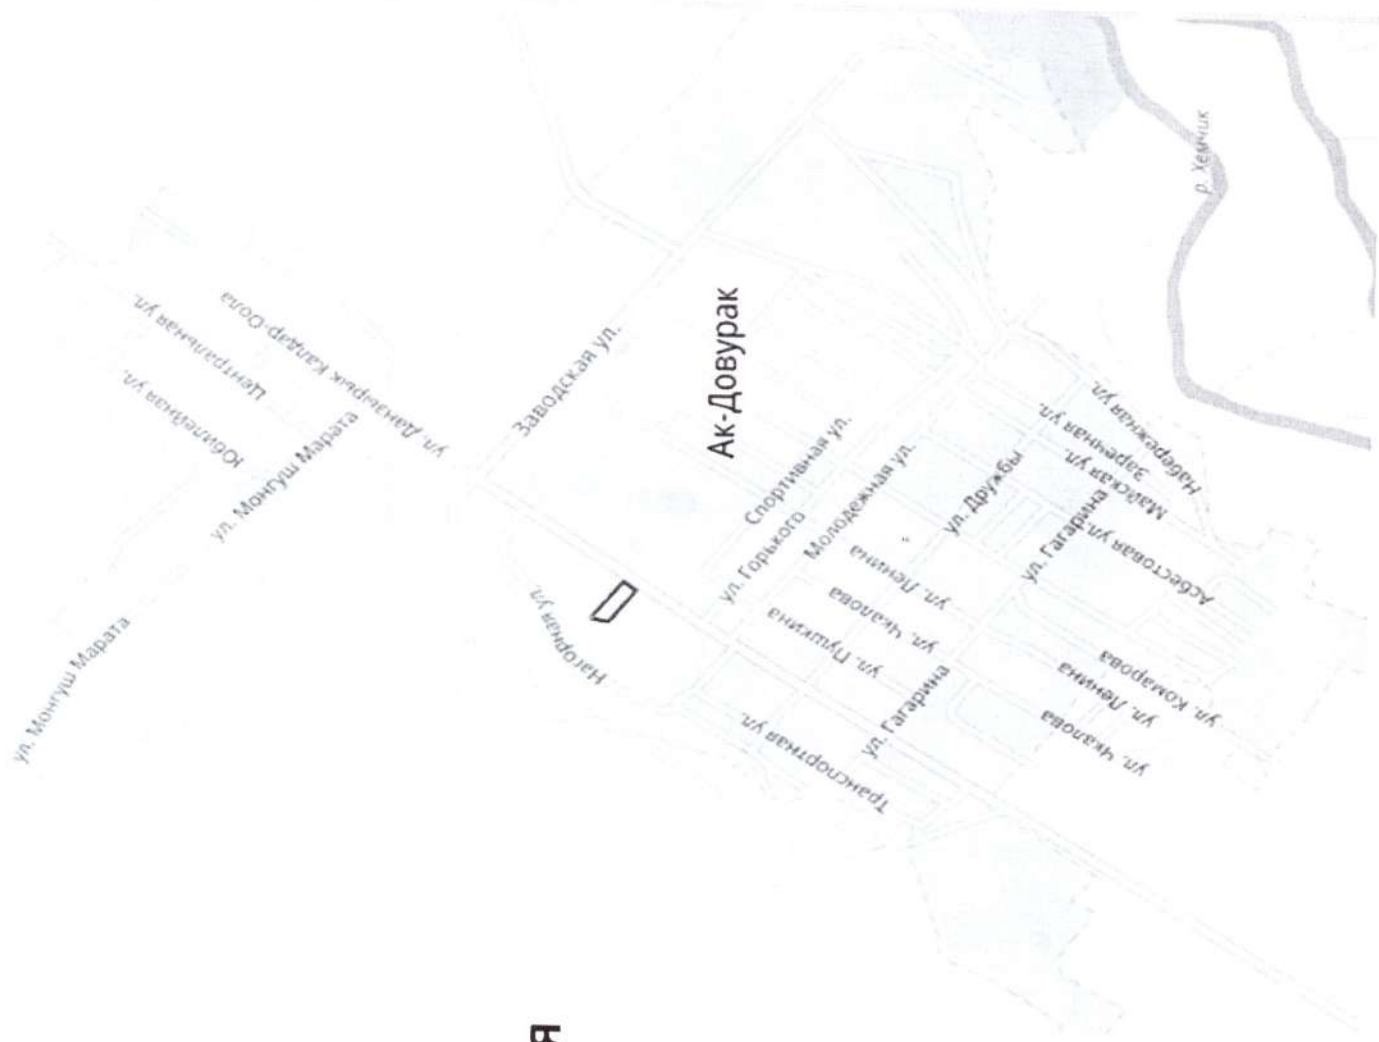 ул. Монгуш Марата
ул. Монгуш Марата
Юбилейная ул.
Центральная ул.
ул. Данзырык Калдар-Оола
Заводская ул.
Нагорная ул.
Ак-Довурак
Спортивная ул.
ул. Горького
Молодежная ул.
ул. Пушкина
ул. Чкалова
ул. Ленина
ул. Дружбы
ул. Гагарина
ул. Гагарина
Транспортная ул.
ул. Чкалова
ул. Ленина
ул. Комарова
Асбестовая ул.
Майская ул.
Заречная ул.
Набережная ул.
р. Хемчик
я